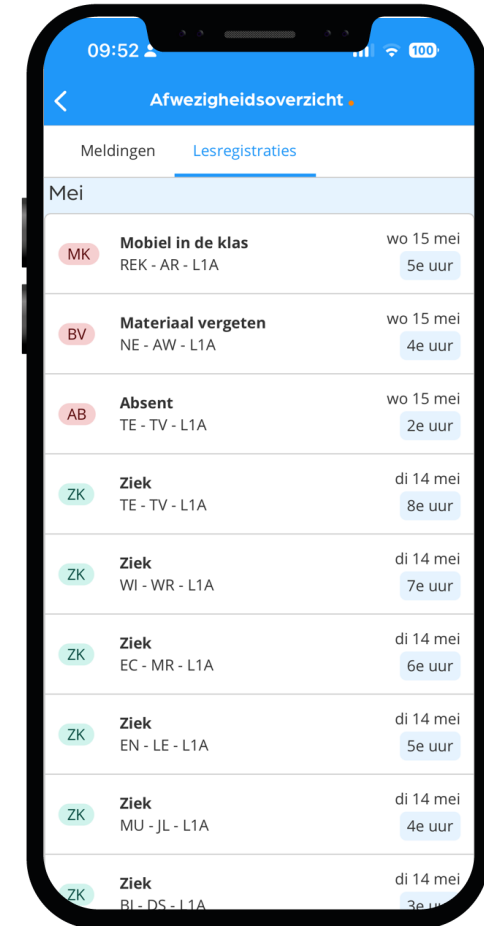 09:52
100
Afwezigheidsoverzicht
Meldingen Lesregistraties
Mei
MK Mobiel in de klas wo 15 mei
REK - AR - L1A 5e uur
BV Materiaal vergeten wo 15 mei
NE - AW - L1A 4e uur
AB Absent wo 15 mei
TE - TV - L1A 2e uur
ZK Ziek di 14 mei
TE - TV - L1A 8e uur
ZK Ziek di 14 mei
WI - WR - L1A 7e uur
ZK Ziek di 14 mei
EC - MR - L1A 6e uur
ZK Ziek di 14 mei
EN - LE - L1A 5e uur
ZK Ziek di 14 mei
MU - JL - L1A 4e uur
ZK Ziek di 14 mei
BI - DS - L1A 3e uur